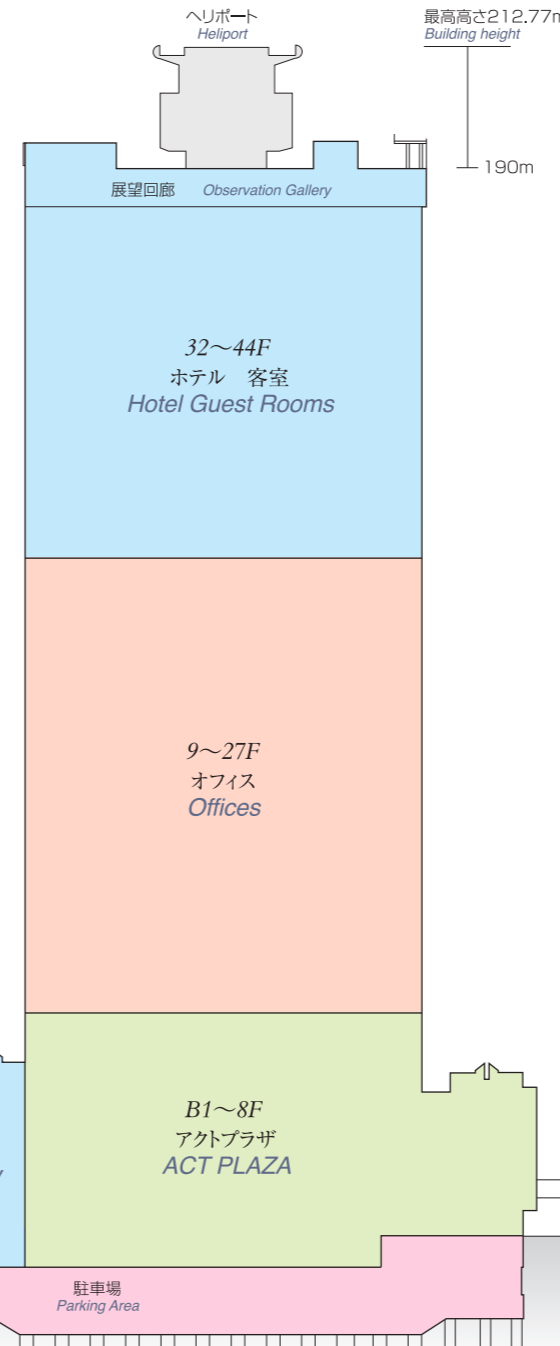 ヘリポート
Heliport
最高高さ212.77m
Building height
190m
展望回廊 Observation Gallery
32～44F
ホテル　客室
Hotel Guest Rooms
9～27F
オフィス
Offices
B1～8F
アクトプラザ
ACT PLAZA
駐車場
Parking Area